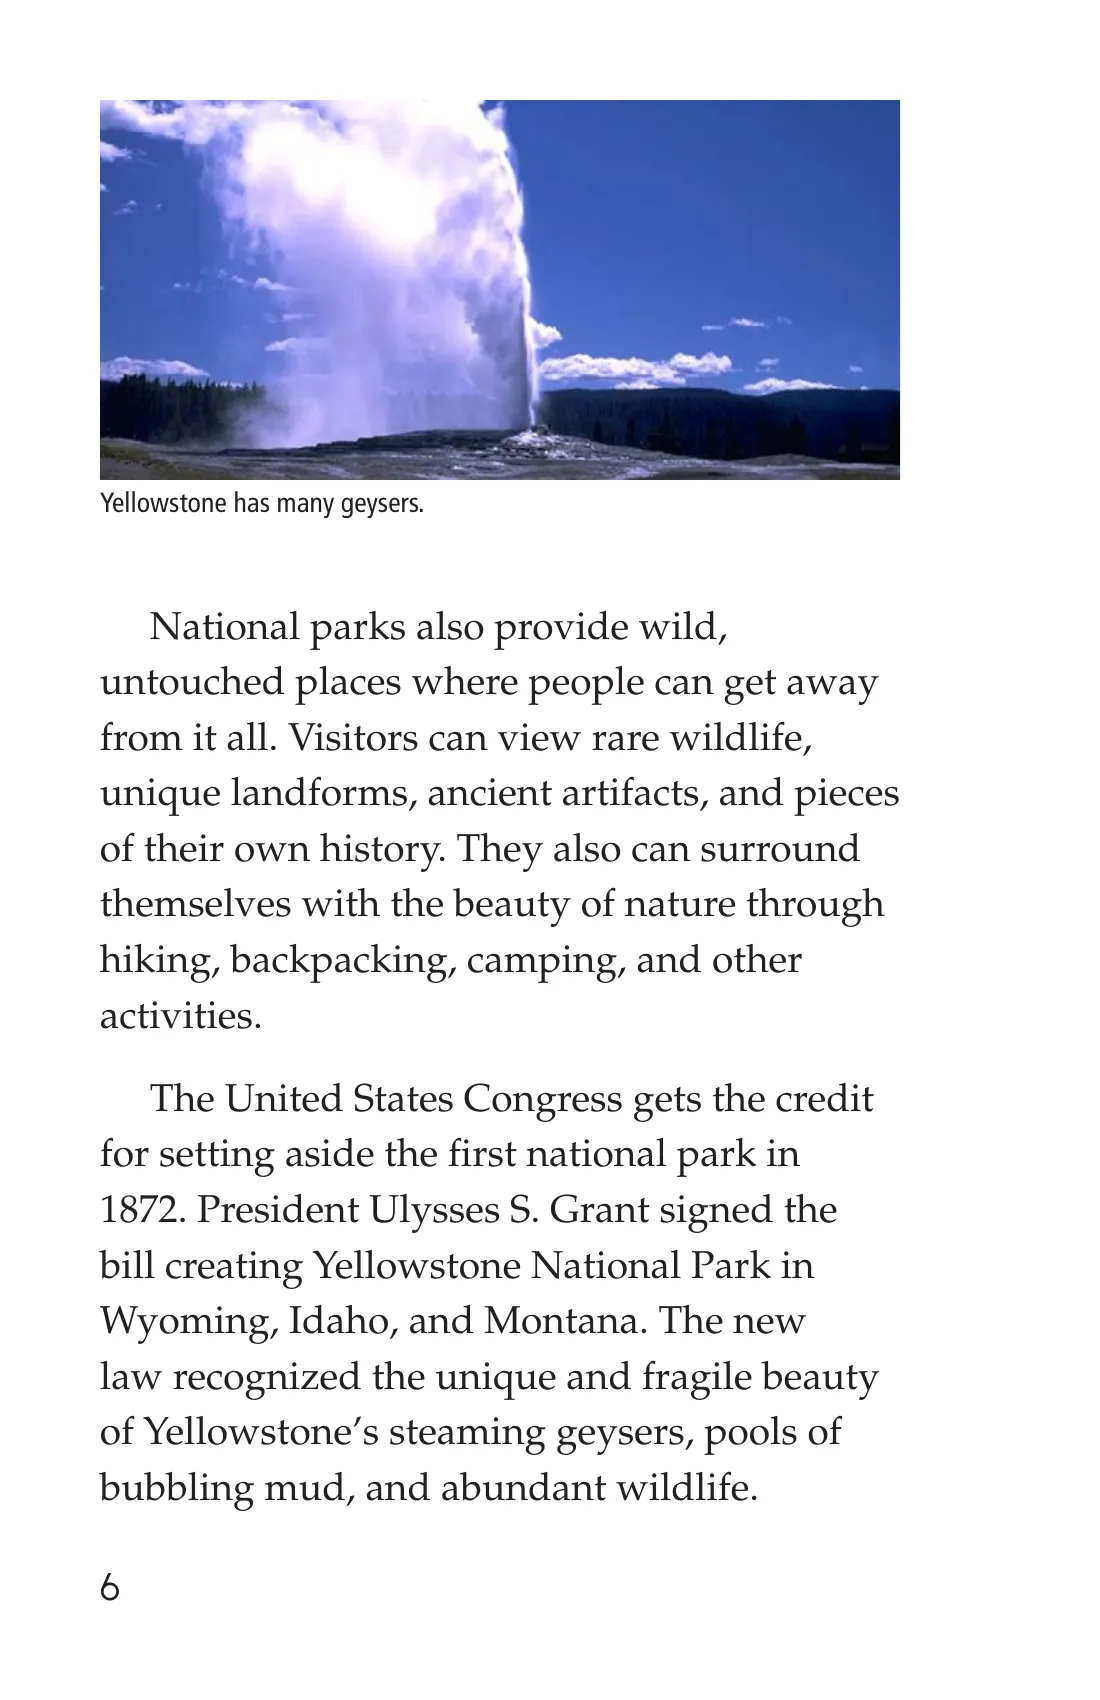 Yellowstone has many geysers.
National parks also provide wild,
untouched places where people can get away
from it all. Visitors can view rare wildlife,
unique landforms, ancient artifacts, and pieces
of their own history. They also can surround
themselves with the beauty of nature through
hiking, backpacking, camping, and other
activities.
The United States Congress gets the credit
for setting aside the first national park in
1872. President Ulysses S. Grant signed the
bill creating Yellowstone National Park in
Wyoming, Idaho, and Montana. The new
law recognized the unique and fragile beauty
of Yellowstone’s steaming geysers, pools of
bubbling mud, and abundant wildlife.
6